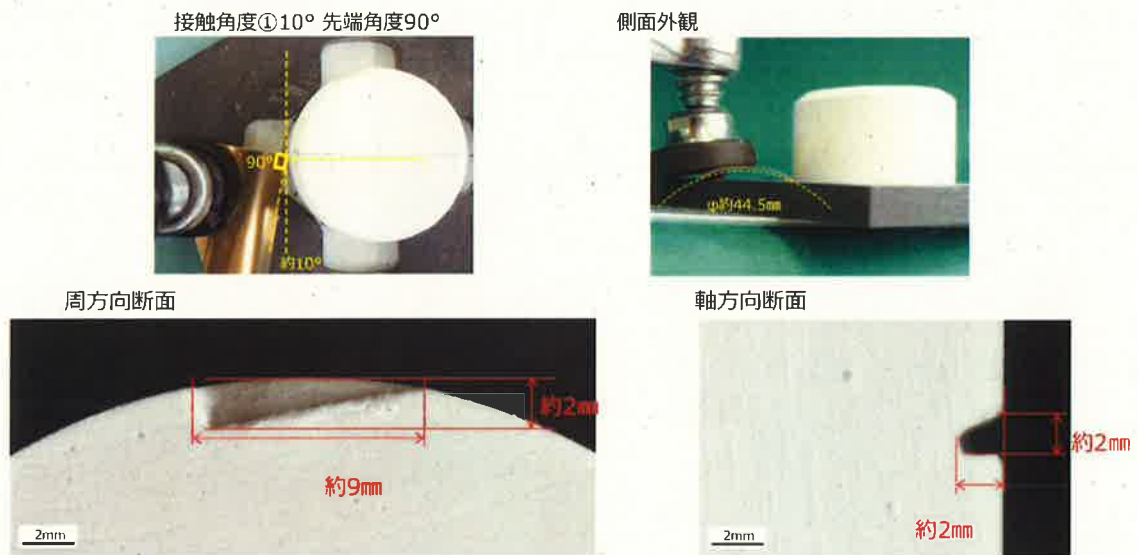 接触角度①10° 先端角度90°
側面外観
90°
約10°
φ約44.5mm
周方向断面
軸方向断面
約2mm
約9mm
2mm
約2mm
約2mm
2mm